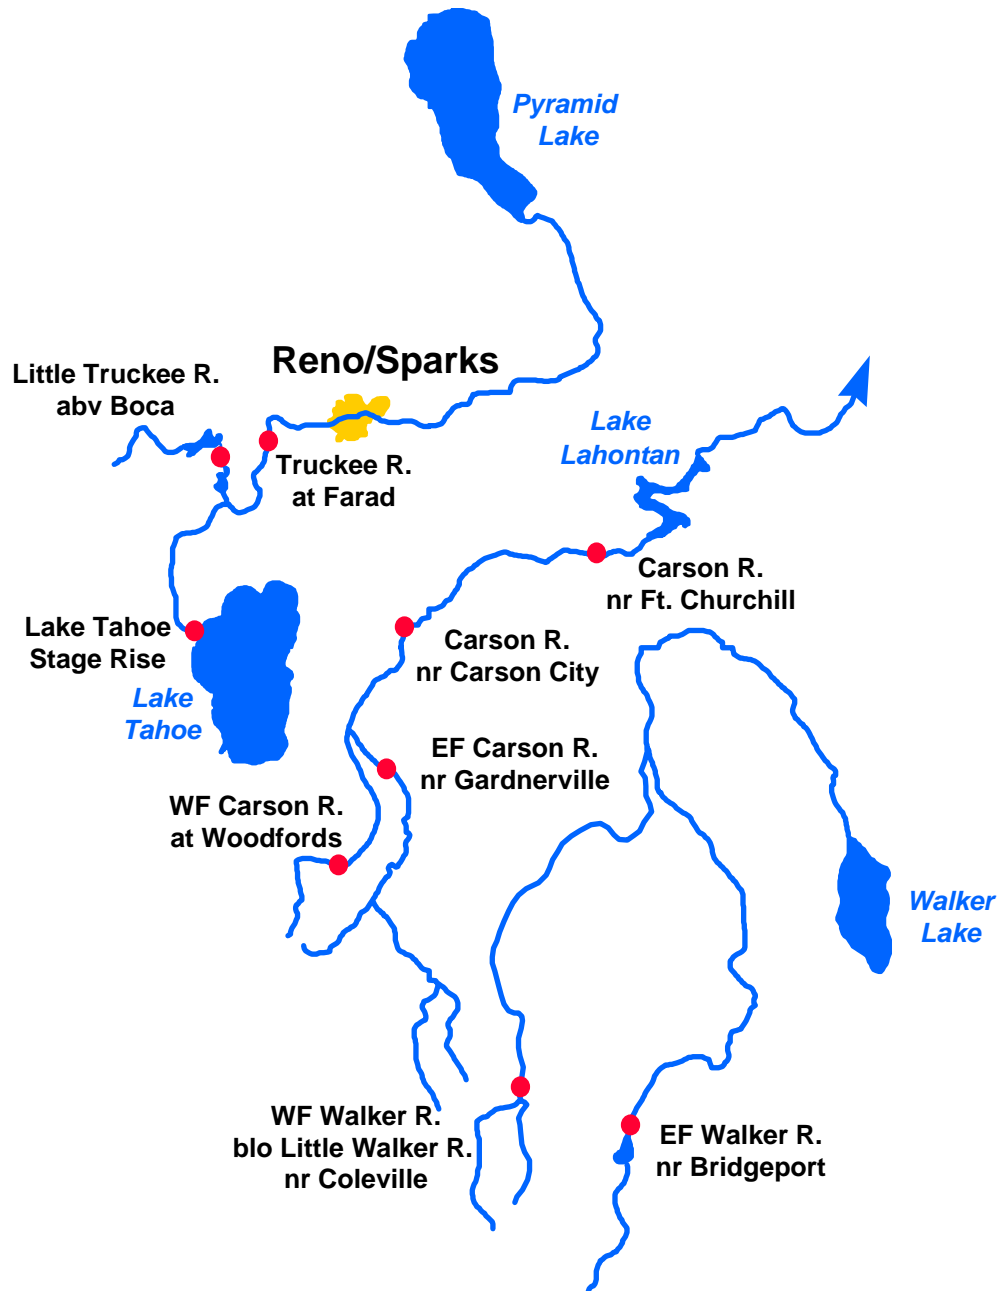 Pyramid
Lake
Reno/Sparks
Little Truckee R.
abv Boca
Truckee R.
at Farad
Lake
Lahontan
Carson R.
nr Ft. Churchill
Lake Tahoe
Stage Rise
Lake
Tahoe
Carson R.
nr Carson City
EF Carson R.
nr Gardnerville
WF Carson R.
at Woodfords
Walker
Lake
WF Walker R.
blo Little Walker R.
nr Coleville
EF Walker R.
nr Bridgeport